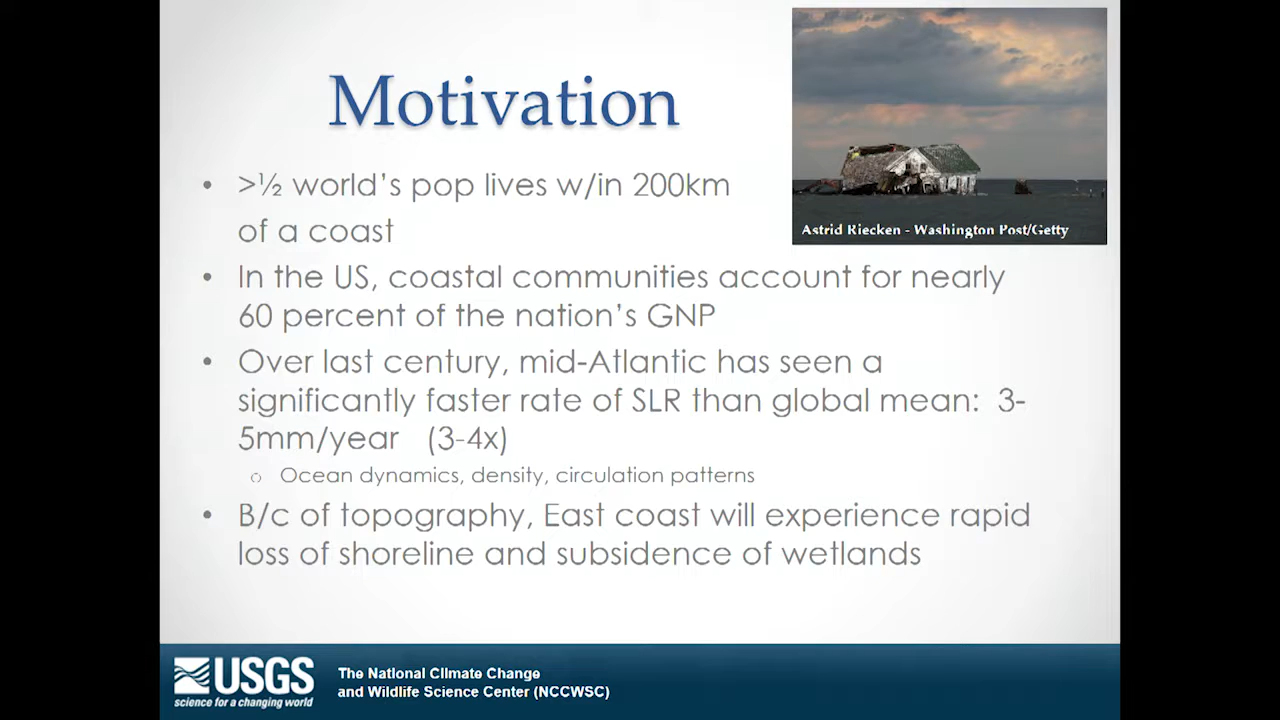 Motivation
Astrid Riecken - Washington Post/Getty
• >½ world's pop lives w/in 200km
of a coast
• In the US, coastal communities account for nearly
60 percent of the nation's GNP
• Over last century, mid-Atlantic has seen a
significantly faster rate of SLR than global mean: 3-
5mm/year (3-4x)
Ocean dynamics, density, circulation patterns
• B/c of topography, East coast will experience rapid
loss of shoreline and subsidence of wetlands
USGS
science for a changing world
The National Climate Change
and Wildlife Science Center (NCCWSC)